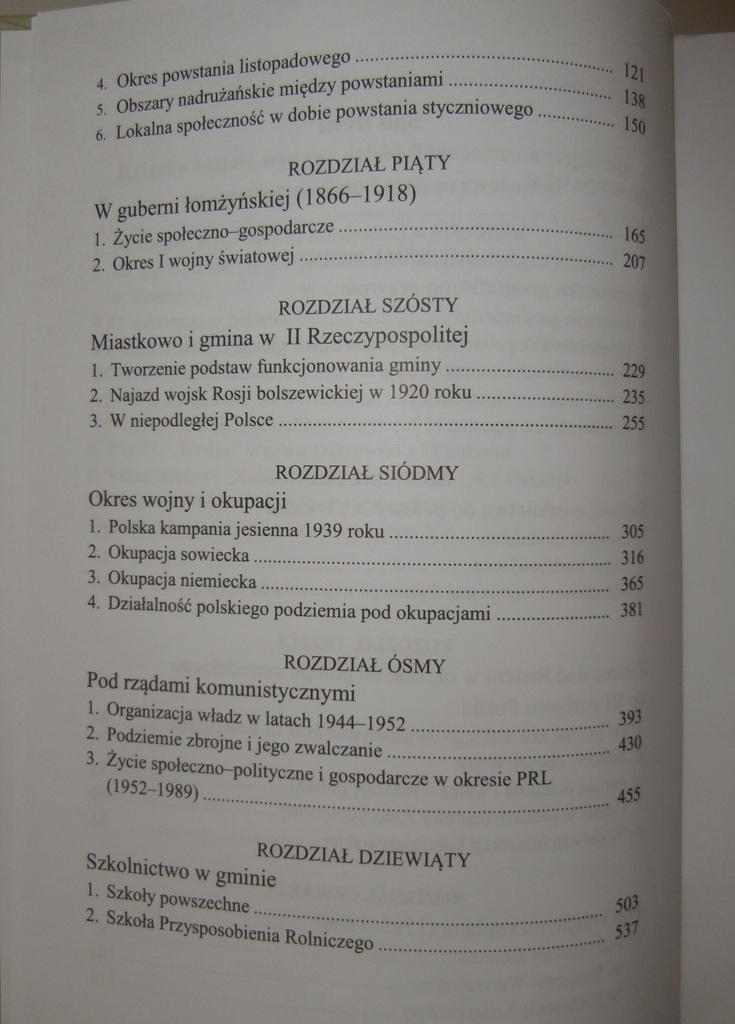 4. Okres powstania listopadowego ........ 121
5. Obszary nadrużańskie między powstaniami ........ 138
6. Lokalna społeczność w dobie powstania styczniowego ........ 150
ROZDZIAŁ PIĄTY
W guberni łomżyńskiej (1866–1918)
1. Życie społeczno–gospodarcze ........ 165
2. Okres I wojny światowej ........ 207
ROZDZIAŁ SZÓSTY
Miastkowo i gmina w II Rzeczypospolitej
1. Tworzenie podstaw funkcjonowania gminy ........ 229
2. Najazd wojsk Rosji bolszewickiej w 1920 roku ........ 235
3. W niepodległej Polsce ........ 255
ROZDZIAŁ SIÓDMY
Okres wojny i okupacji
1. Polska kampania jesienna 1939 roku ........ 305
2. Okupacja sowiecka ........ 316
3. Okupacja niemiecka ........ 365
4. Działalność polskiego podziemia pod okupacjami ........ 381
ROZDZIAŁ ÓSMY
Pod rządami komunistycznymi
1. Organizacja władz w latach 1944–1952 ........ 393
2. Podziemie zbrojne i jego zwalczanie ........ 430
3. Życie społeczno–polityczne i gospodarcze w okresie PRL
(1952–1989) ........ 455
ROZDZIAŁ DZIEWIĄTY
Szkolnictwo w gminie
1. Szkoły powszechne ........ 503
2. Szkoła Przysposobienia Rolniczego ........ 537